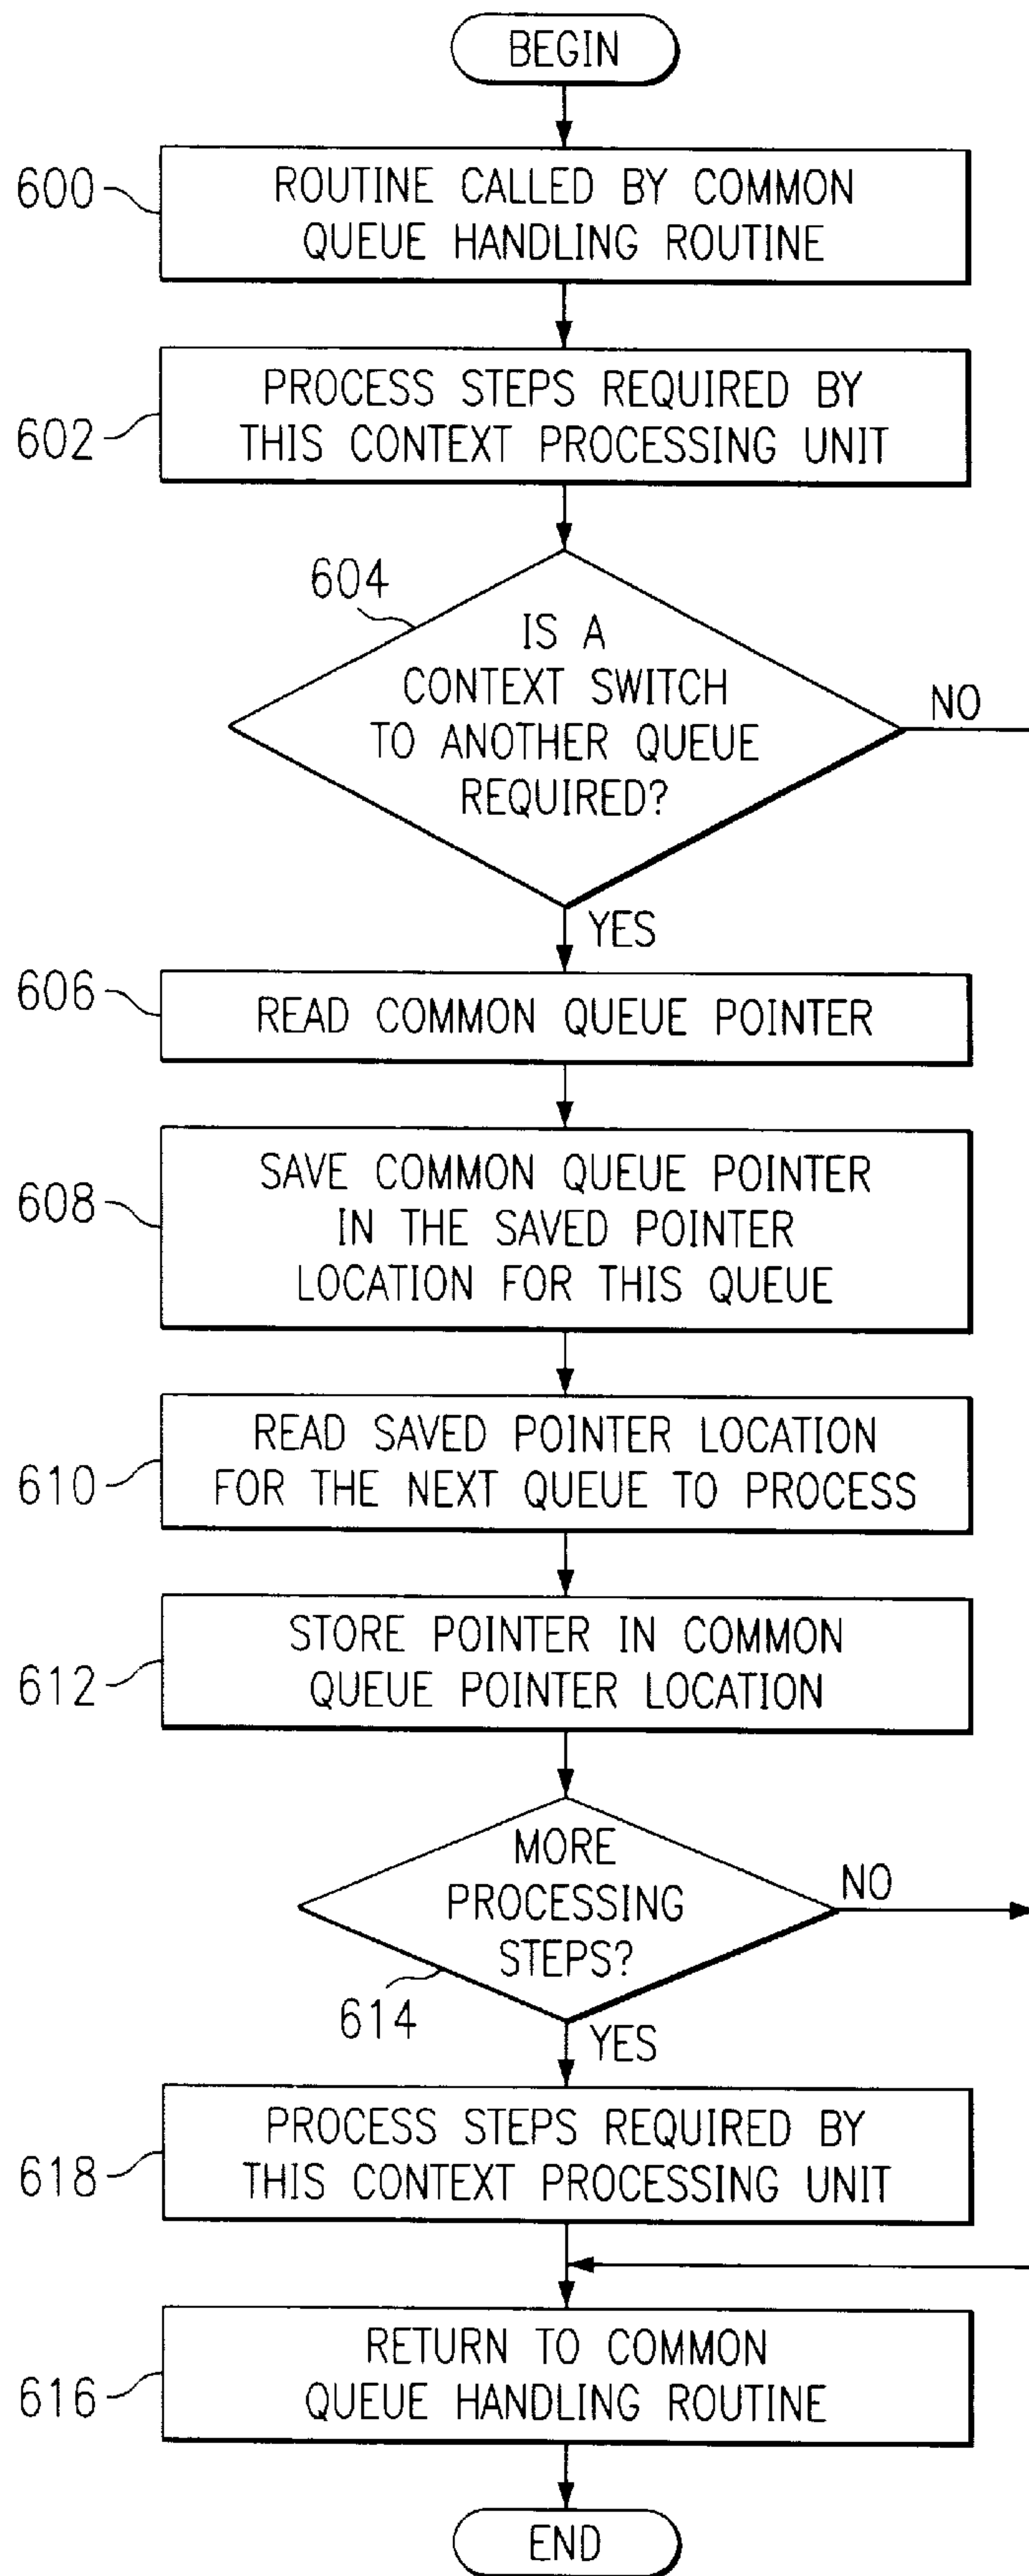 BEGIN
600
ROUTINE CALLED BY COMMON
QUEUE HANDLING ROUTINE
602
PROCESS STEPS REQUIRED BY
THIS CONTEXT PROCESSING UNIT
604
IS A
CONTEXT SWITCH
TO ANOTHER QUEUE
REQUIRED?
NO
YES
606
READ COMMON QUEUE POINTER
608
SAVE COMMON QUEUE POINTER
IN THE SAVED POINTER
LOCATION FOR THIS QUEUE
610
READ SAVED POINTER LOCATION
FOR THE NEXT QUEUE TO PROCESS
612
STORE POINTER IN COMMON
QUEUE POINTER LOCATION
MORE
PROCESSING
STEPS?
NO
614
YES
618
PROCESS STEPS REQUIRED BY
THIS CONTEXT PROCESSING UNIT
616
RETURN TO COMMON
QUEUE HANDLING ROUTINE
END